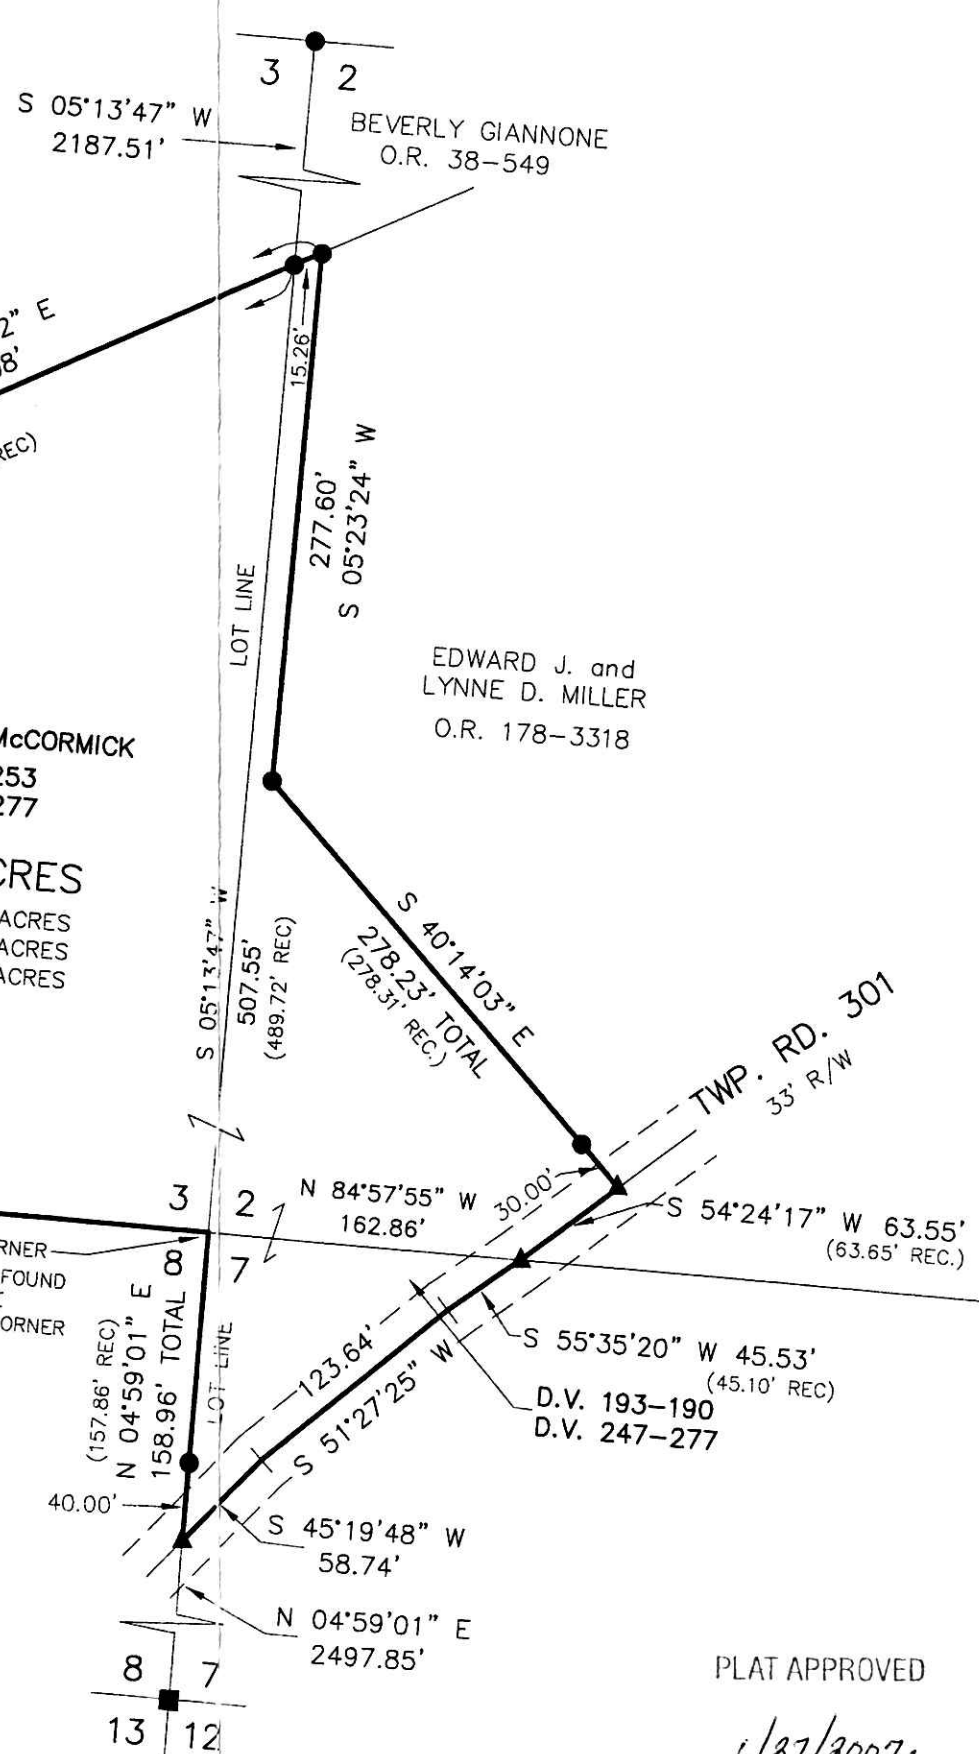 3 2
S 05°13'47" W
2187.51'
BEVERLY GIANNONE
O.R. 38-549
2" E
8'
REC)
15.26'
277.60'
S 05°23'24" W
LOT LINE
EDWARD J. and
LYNNE D. MILLER
O.R. 178-3318
McCORMICK
253
277
CRES
ACRES
ACRES
ACRES
S 05°13'47" W
507.55'
(489.72' REC)
S 40°14'03" E
278.23' TOTAL
(278.31' REC.)
TWP. RD. 301
33' R/W
3 2
N 84°57'55" W
162.86'
30.00'
S 54°24'17" W 63.55'
(63.65' REC.)
RNER
FOUND
ORNER
8 7
(157.86' REC)
N 04°59'01" E
158.96' TOTAL
LOT LINE
123.64'
S 51°27'25" W
S 55°35'20" W 45.53'
(45.10' REC)
D.V. 193-190
D.V. 247-277
40.00'
S 45°19'48" W
58.74'
N 04°59'01" E
2497.85'
8 7
13 12
PLAT APPROVED